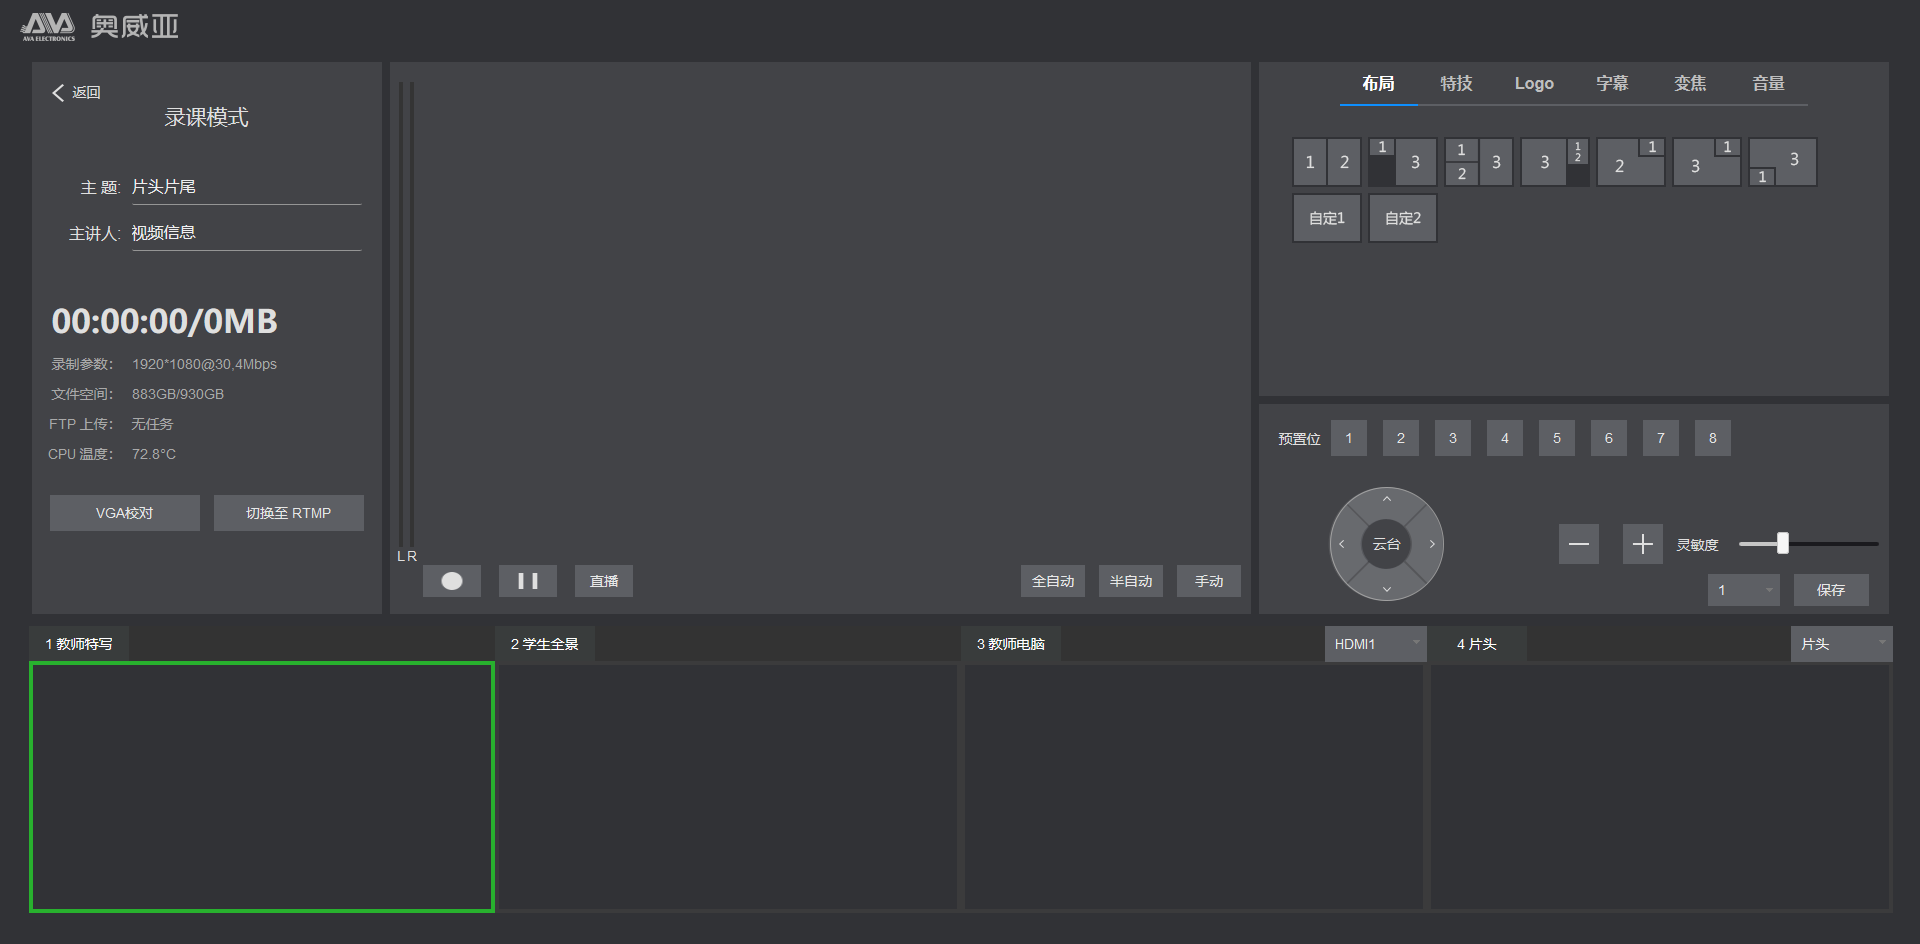 AVA ELECTRONICS 奥威亚
返回
录课模式
主 题: 片头片尾
主讲人: 视频信息
00:00:00/0MB
录制参数: 1920*1080@30,4Mbps
文件空间: 883GB/930GB
FTP 上传: 无任务
CPU 温度: 72.8°C
VGA校对 切换至 RTMP
L R
直播 全自动 半自动 手动
布局 特技 Logo 字幕 变焦 音量
1 2 1 3 1 2 3 3 1 2 2 1 3 1 3 1
自定1 自定2
预置位 1 2 3 4 5 6 7 8
云台 灵敏度
1 保存
1 教师特写 2 学生全景 3 教师电脑 HDMI1 4 片头 片头